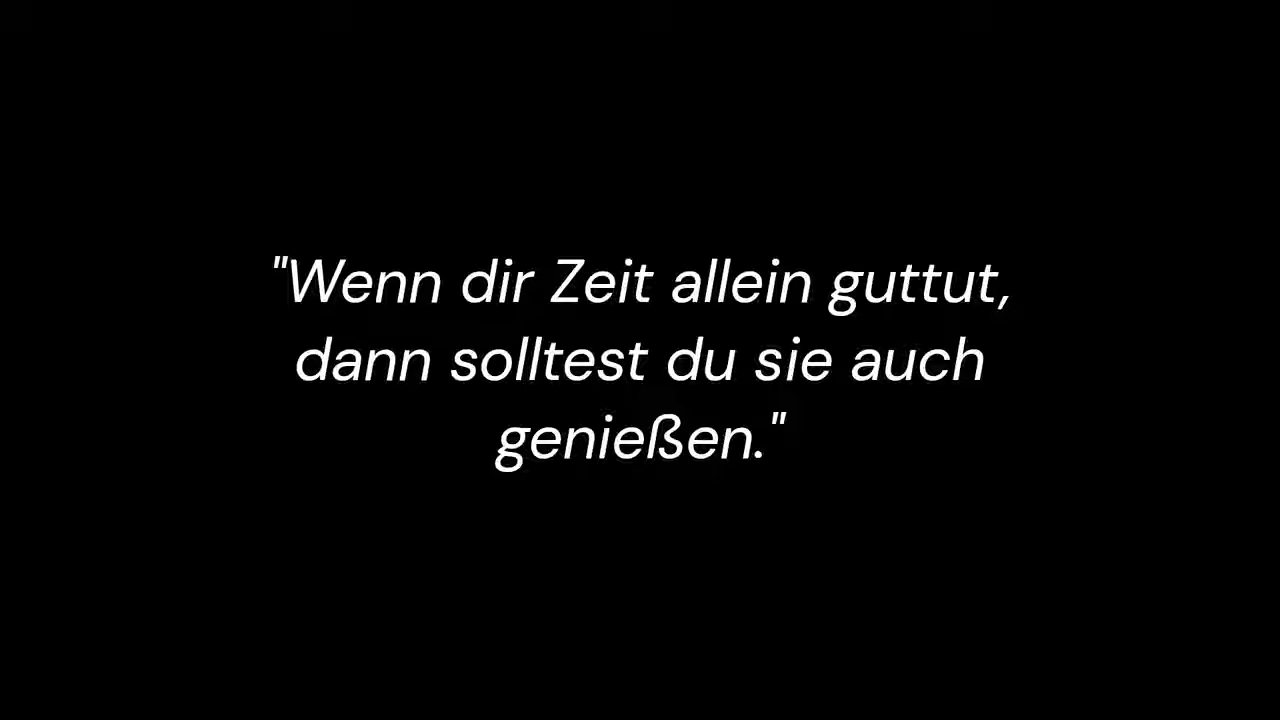 "Wenn dir Zeit allein guttut,
dann solltest du sie auch
genießen."